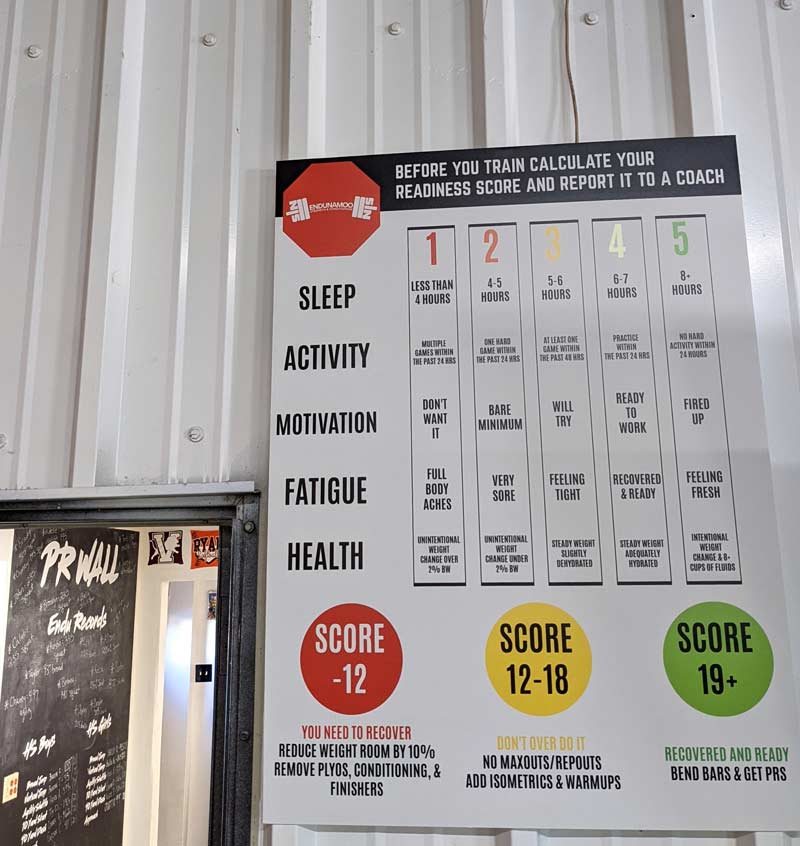 BEFORE YOU TRAIN CALCULATE YOUR
READINESS SCORE AND REPORT IT TO A COACH
ENDUNAMOO
1 2 3 4 5
SLEEP
LESS THAN
4 HOURS
4-5
HOURS
5-6
HOURS
6-7
HOURS
8+
HOURS
ACTIVITY
MULTIPLE
GAMES WITHIN
THE PAST 24 HRS
ONE HARD
GAME WITHIN
THE PAST 24 HRS
AT LEAST ONE
GAME WITHIN
THE PAST 48 HRS
PRACTICE
WITHIN
THE PAST 24 HRS
NO HARD
ACTIVITY WITHIN
24 HOURS
MOTIVATION
DON'T
WANT
IT
BARE
MINIMUM
WILL
TRY
READY
TO
WORK
FIRED
UP
FATIGUE
FULL
BODY
ACHES
VERY
SORE
FEELING
TIGHT
RECOVERED
& READY
FEELING
FRESH
HEALTH
UNINTENTIONAL
WEIGHT
CHANGE OVER
2% BW
UNINTENTIONAL
WEIGHT
CHANGE UNDER
2% BW
STEADY WEIGHT
SLIGHTLY
DEHYDRATED
STEADY WEIGHT
ADEQUATELY
HYDRATED
INTENTIONAL
WEIGHT
CHANGE & 8+
CUPS OF FLUIDS
SCORE
-12
YOU NEED TO RECOVER
REDUCE WEIGHT ROOM BY 10%
REMOVE PLYOS, CONDITIONING, &
FINISHERS
SCORE
12-18
DON'T OVER DO IT
NO MAXOUTS/REPOUTS
ADD ISOMETRICS & WARMUPS
SCORE
19+
RECOVERED AND READY
BEND BARS & GET PRS
PR WALL
Endu Records
HS Boys
HS Girls
V
RYAN